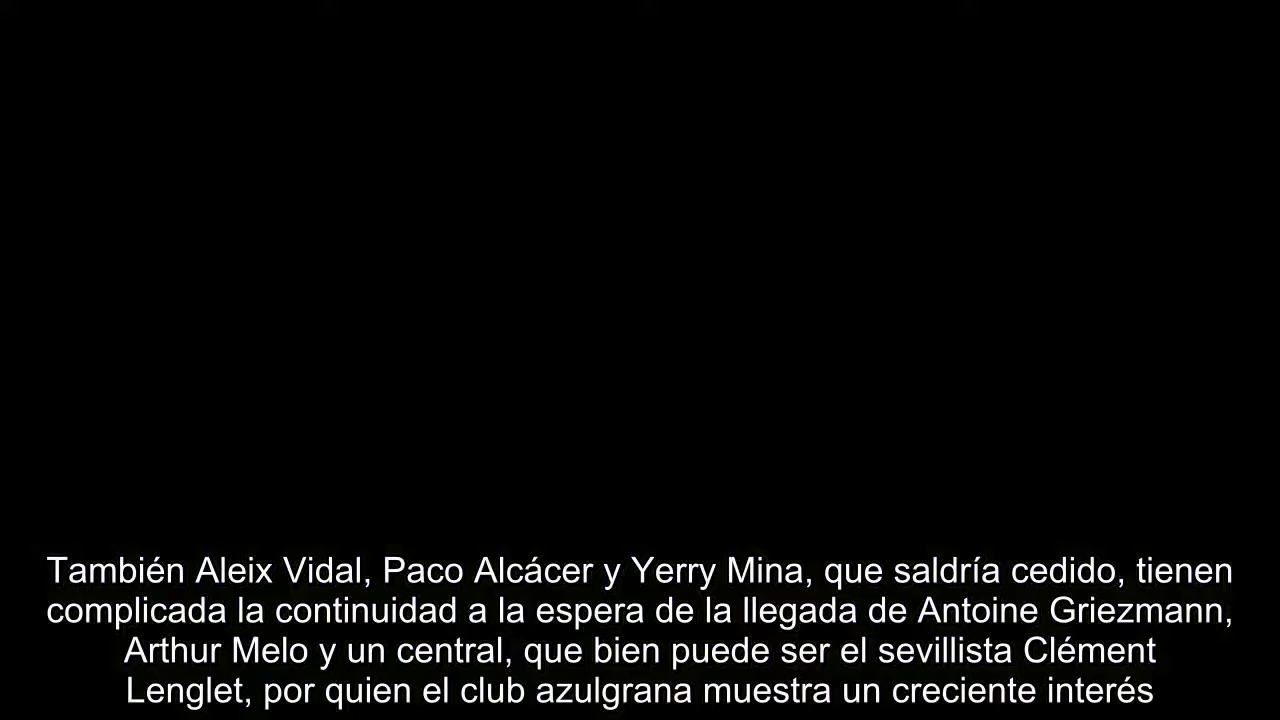 También Aleix Vidal, Paco Alcácer y Yerry Mina, que saldría cedido, tienen
complicada la continuidad a la espera de la llegada de Antoine Griezmann,
Arthur Melo y un central, que bien puede ser el sevillista Clément
Lenglet, por quien el club azulgrana muestra un creciente interés